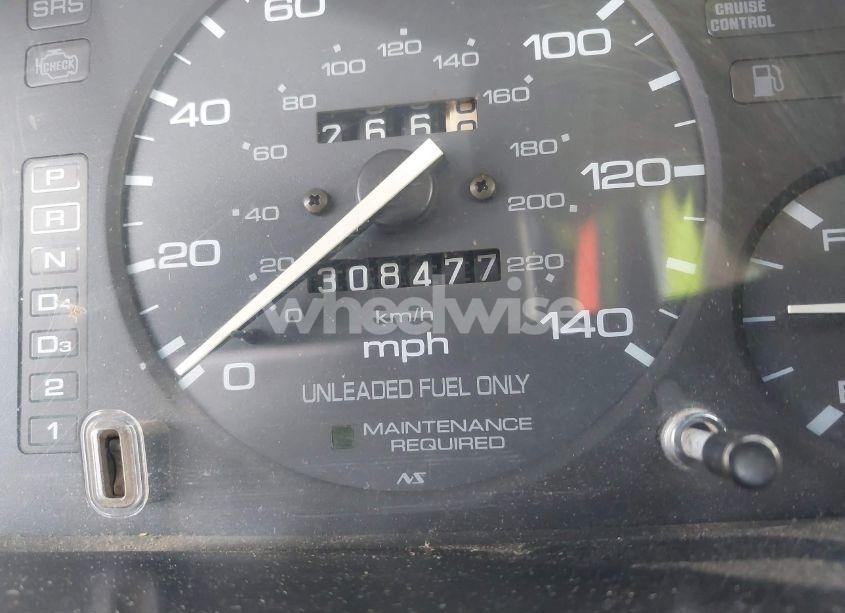 SRS
CHECK
P
R
N
D4
D3
2
1
CRUISE
CONTROL
0
20
40
60
100
120
140
0
20
40
60
80
100
120
140
160
180
200
220
308477
km/h
mph
UNLEADED FUEL ONLY
MAINTENANCE
REQUIRED
NS
wheelwise